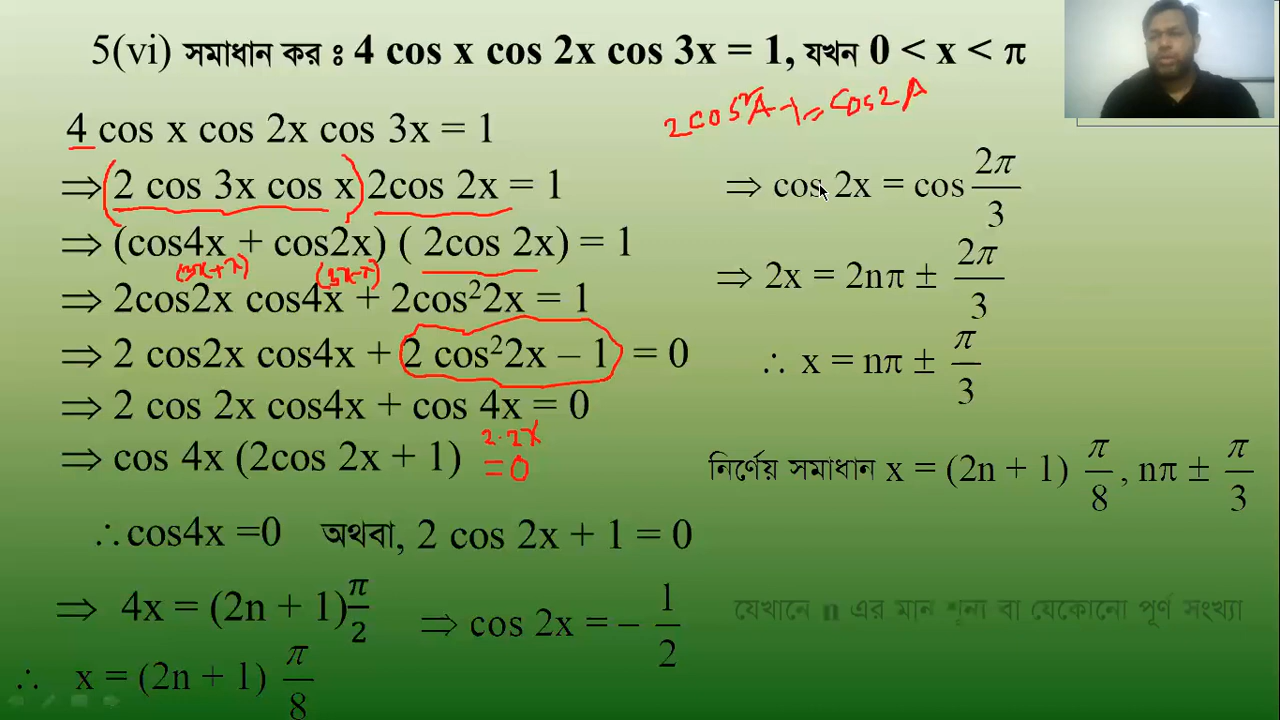 5(vi) সমাধান কর ঃ 4 cos x cos 2x cos 3x = 1, যখন 0 < x < π
2cos²A-1=cos2A
4 cos x cos 2x cos 3x = 1
⇒ (2 cos 3x cos x) 2cos 2x = 1
⇒ (cos4x + cos2x) ( 2cos 2x) = 1
(3x+x) (3x-x)
⇒ 2cos2x cos4x + 2cos²2x = 1
⇒ 2 cos2x cos4x + 2 cos²2x – 1 = 0
⇒ 2 cos 2x cos4x + cos 4x = 0
2·2x
⇒ cos 4x (2cos 2x + 1) = 0
∴ cos4x =0 অথবা, 2 cos 2x + 1 = 0
⇒ 4x = (2n + 1) π/2 ⇒ cos 2x = – 1/2
∴ x = (2n + 1) π/8
⇒ cos 2x = cos 2π/3
⇒ 2x = 2nπ ± 2π/3
∴ x = nπ ± π/3
নির্ণেয় সমাধান x = (2n + 1) π/8 , nπ ± π/3
যেখানে n এর মান শূন্য বা যেকোনো পূর্ণ সংখ্যা